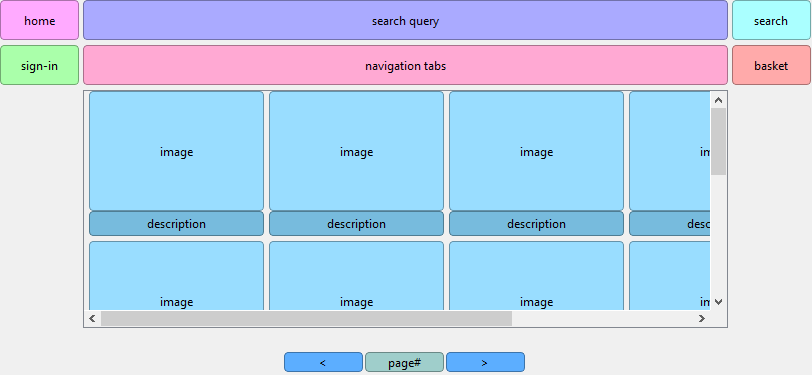 home
search query
search
sign-in
navigation tabs
basket
image
image
image
im
description
description
description
desc
image
image
image
im
<
page#
>